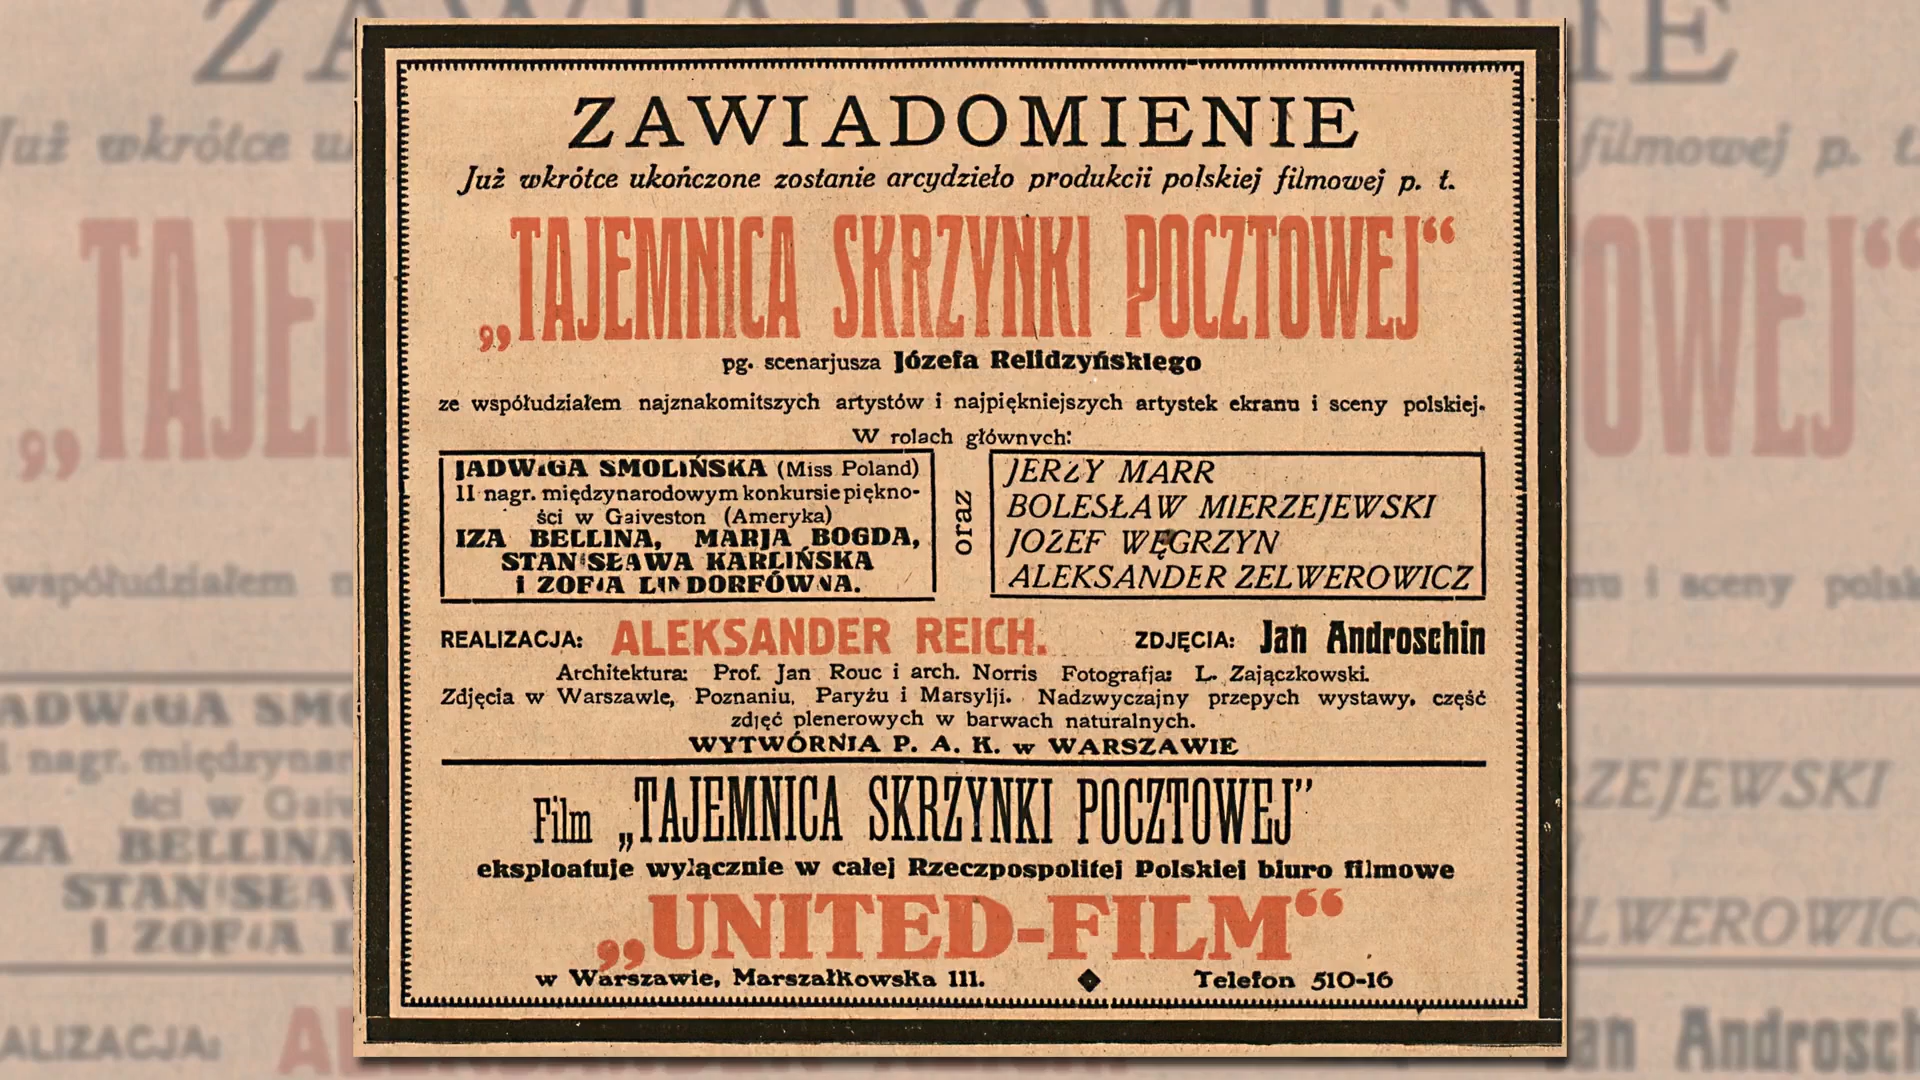 ZAWIADOMIENIE
Już wkrótce ukończone zostanie arcydzieło produkcji polskiej filmowej p. t.
„TAJEMNICA SKRZYNKI POCZTOWEJ“
pg. scenarjusza Józefa Relidzyńskiego
ze współudziałem najznakomitszych artystów i najpiękniejszych artystek ekranu i sceny polskiej.
W rolach głównych:
JADWIGA SMOLIŃSKA (Miss Poland)
II nagr. międzynarodowym konkursie piękno-
ści w Gaiveston (Ameryka)
IZA BELLINA, MARJA BOGDA,
STANISŁAWA KARLIŃSKA
i ZOFIA LINDORFÓWNA.
oraz
JERZY MARR
BOLESŁAW MIERZEJEWSKI
JOZEF WĘGRZYN
ALEKSANDER ZELWEROWICZ
REALIZACJA: ALEKSANDER REICH. ZDJĘCIA: Jan Androschin
Architektura: Prof. Jan Rouc i arch. Norris Fotografja: L. Zajączkowski.
Zdjęcia w Warszawie, Poznaniu, Paryżu i Marsylji. Nadzwyczajny przepych wystawy, część
zdjęć plenerowych w barwach naturalnych.
WYTWÓRNIA P. A. K. w WARSZAWIE
Film „TAJEMNICA SKRZYNKI POCZTOWEJ”
eksploatuje wyłącznie w całej Rzeczpospolitej Polskiej biuro filmowe
„UNITED-FILM“
w Warszawie, Marszałkowska 111. ◆ Telefon 510-16